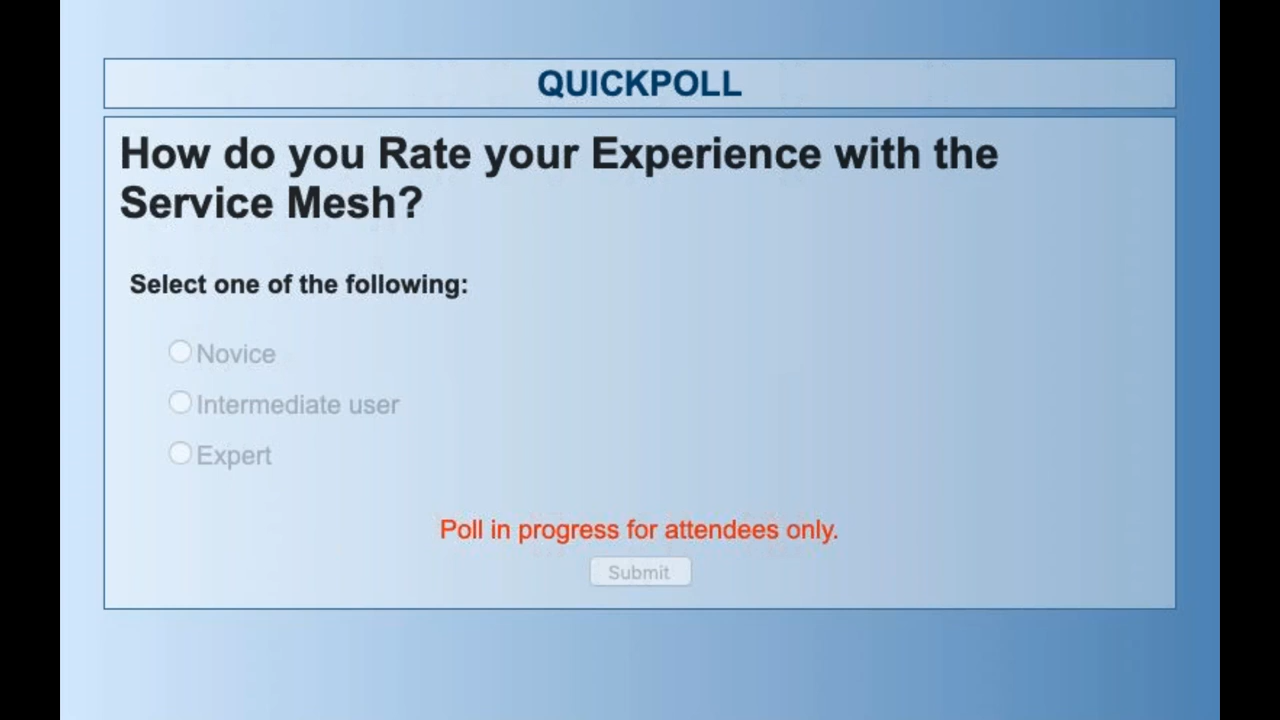 QUICKPOLL
How do you Rate your Experience with the
Service Mesh?
Select one of the following:
Novice
Intermediate user
Expert
Poll in progress for attendees only.
Submit